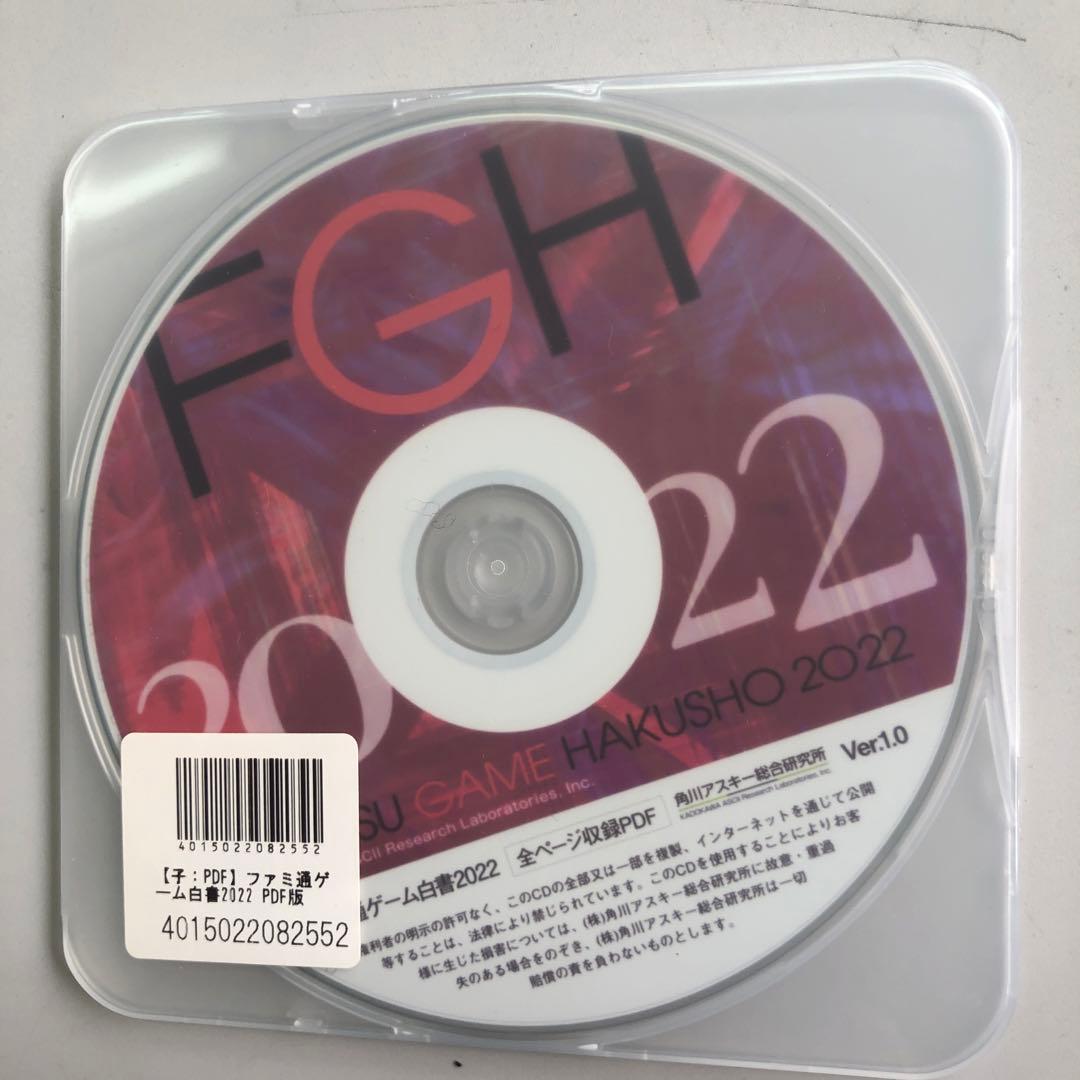 FGH
2022
SU GAME HAKUSHO 2022
SCII Research Laboratories, Inc.
通ゲーム白書2022 全ページ収録PDF 角川アスキー総合研究所 Ver.1.0
KADOKAWA ASCII Research Laboratories, Inc.
権利者の明示の許可なく、このCDの全部又は一部を複製、インターネットを通じて公開
等することは、法律により禁じられています。このCDを使用することによりお客
様に生じた損害については、(株)角川アスキー総合研究所に故意・重過
失のある場合をのぞき、(株)角川アスキー総合研究所は一切
賠償の責を負わないものとします。
4015022082552
【子：PDF】ファミ通ゲ
ーム白書2022 PDF版
4015022082552